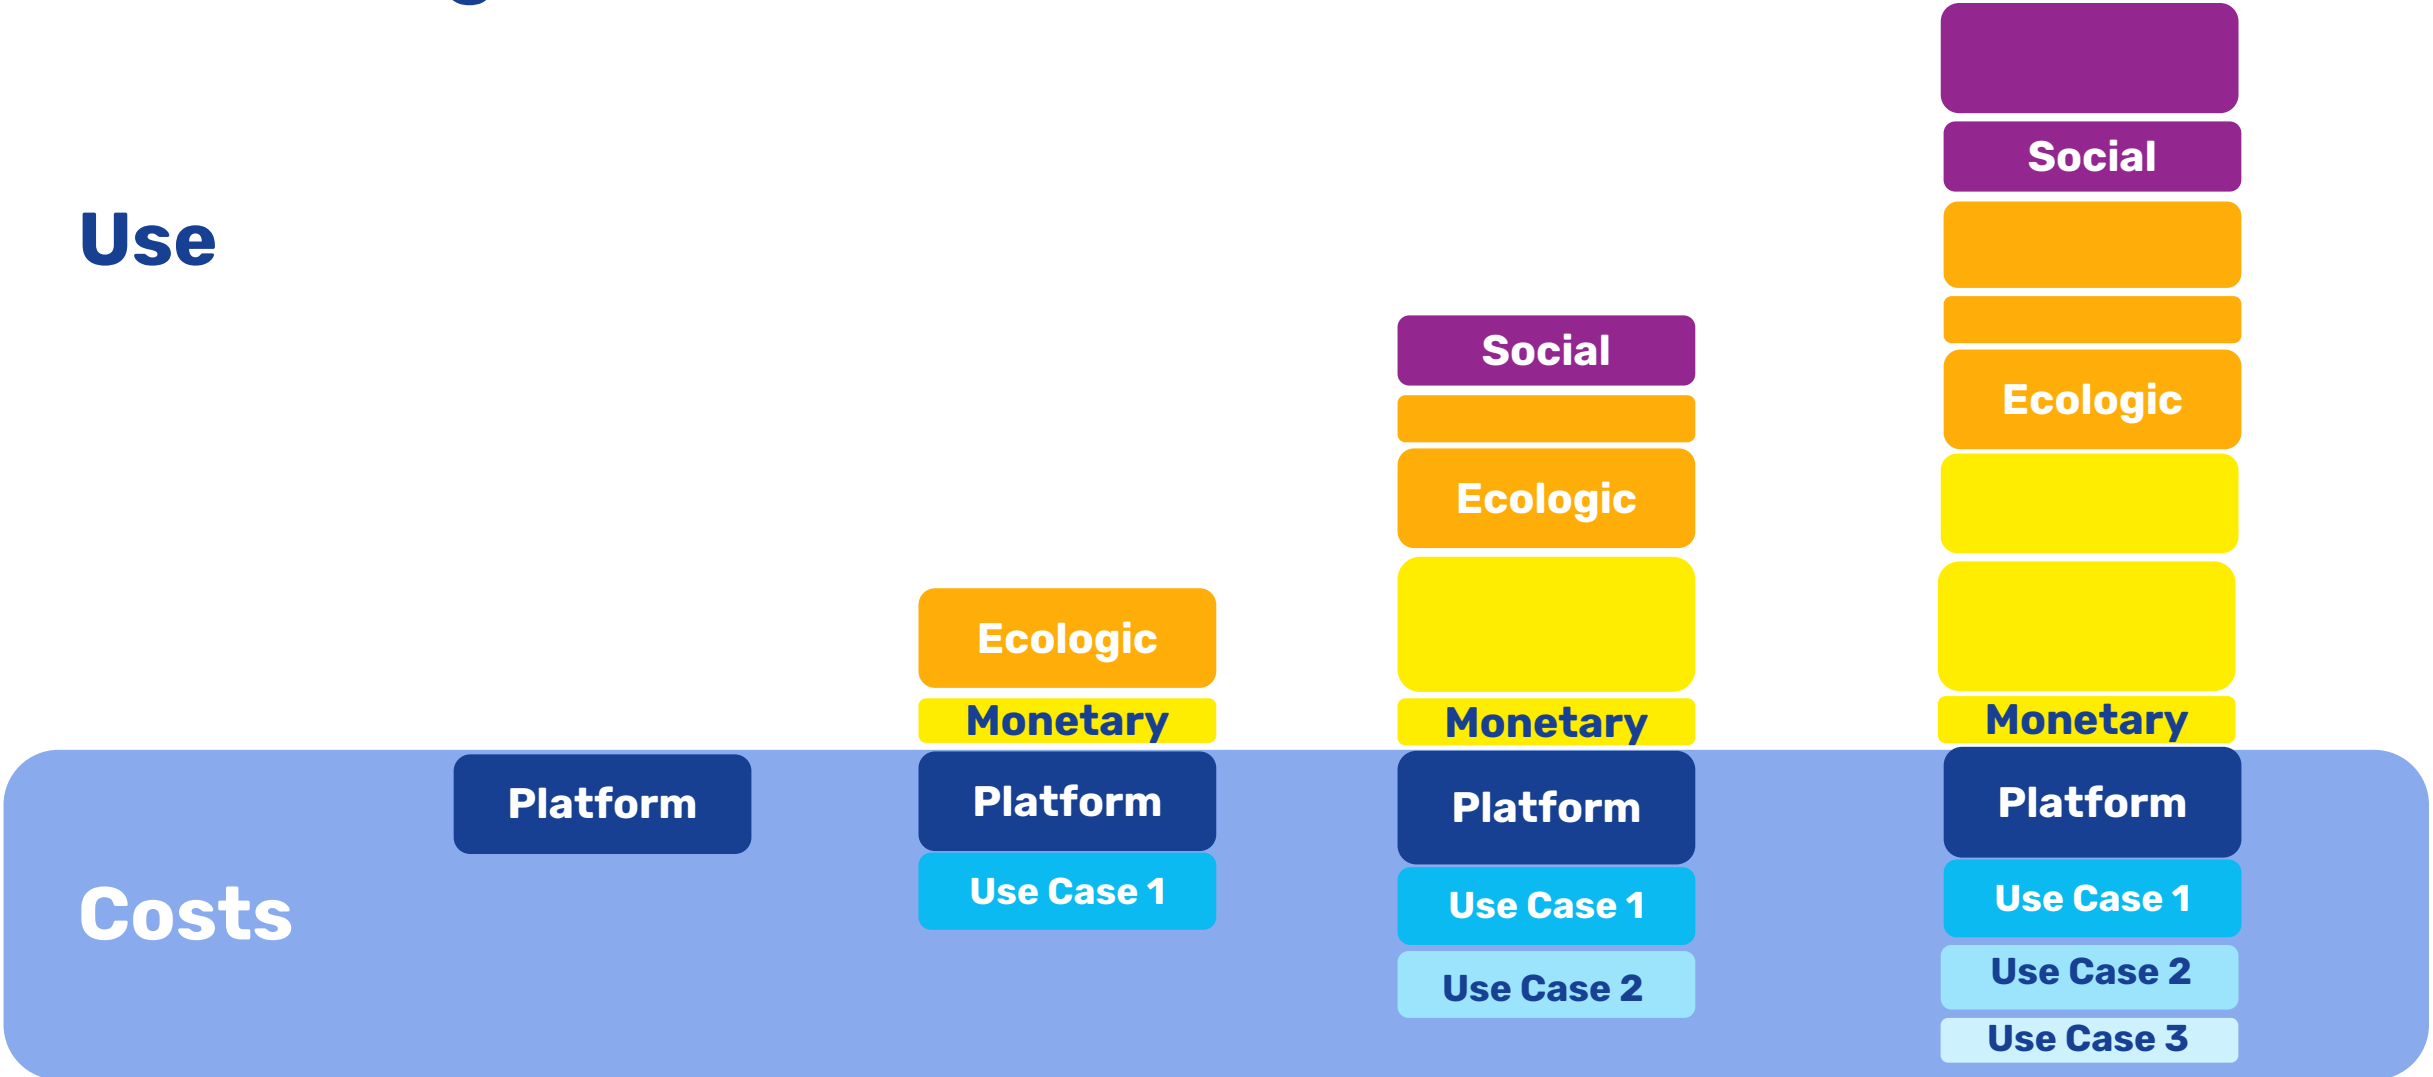 Social
Use
Social
Ecologic
Ecologic
Ecologic
Monetary
Monetary
Monetary
Platform
Platform
Platform
Platform
Use Case 1
Use Case 1
Use Case 1
Costs
Use Case 2
Use Case 2
Use Case 3